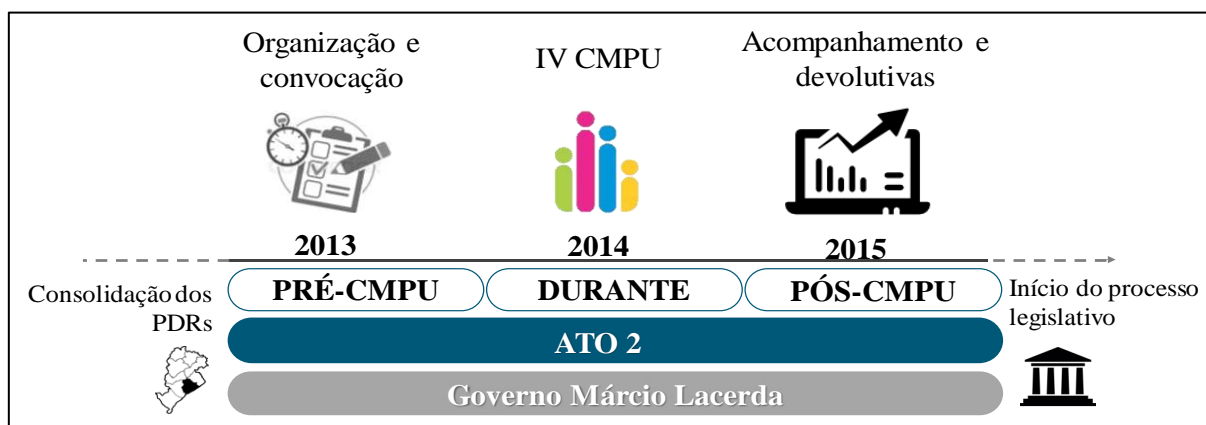 Organização e
convocação
IV CMPU
Acompanhamento e
devolutivas
2013
2014
2015
Consolidação dos
PDRs
PRÉ-CMPU
DURANTE
PÓS-CMPU
Início do processo
legislativo
ATO 2
Governo Márcio Lacerda